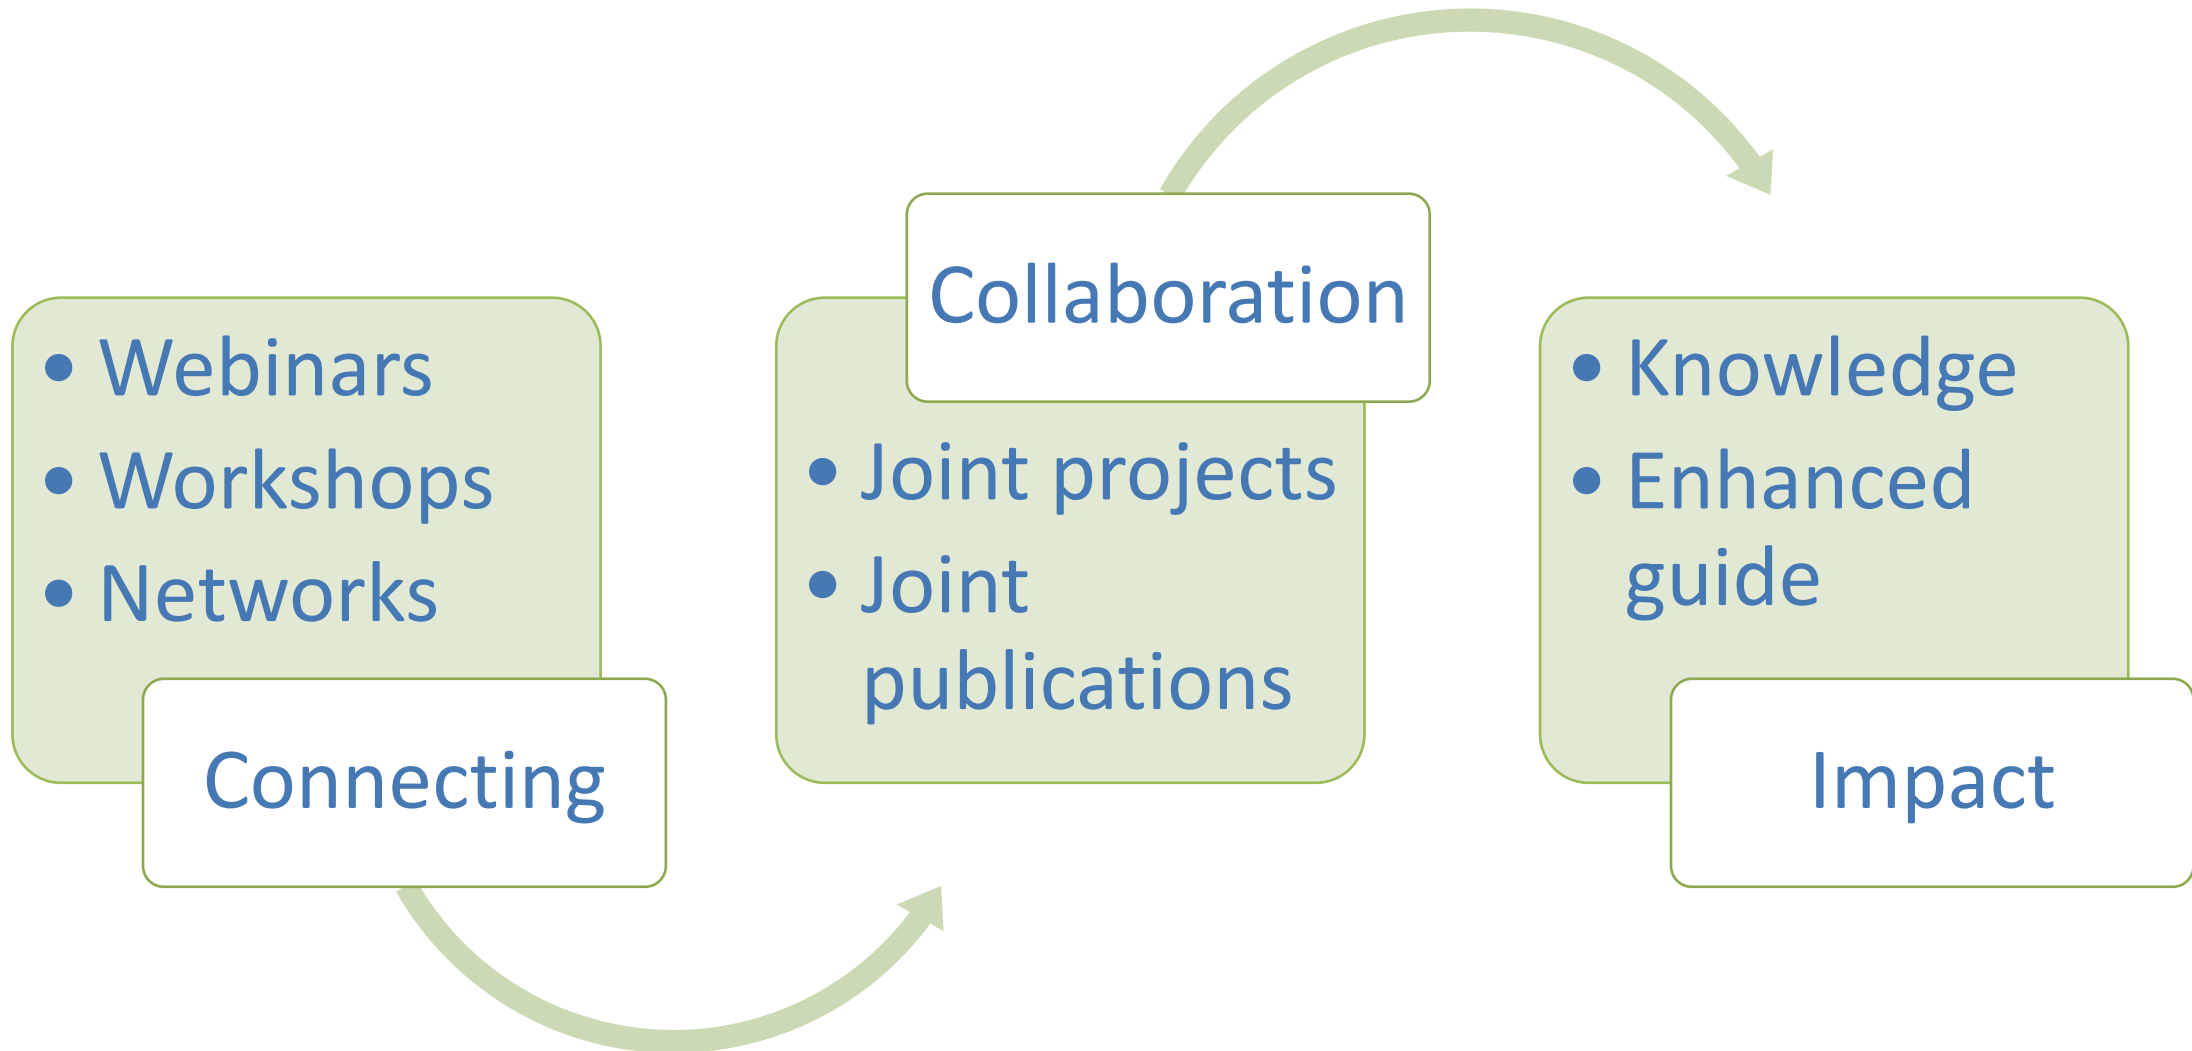 • Webinars
• Workshops
• Networks
Connecting
Collaboration
• Joint projects
• Joint
publications
• Knowledge
• Enhanced
guide
Impact